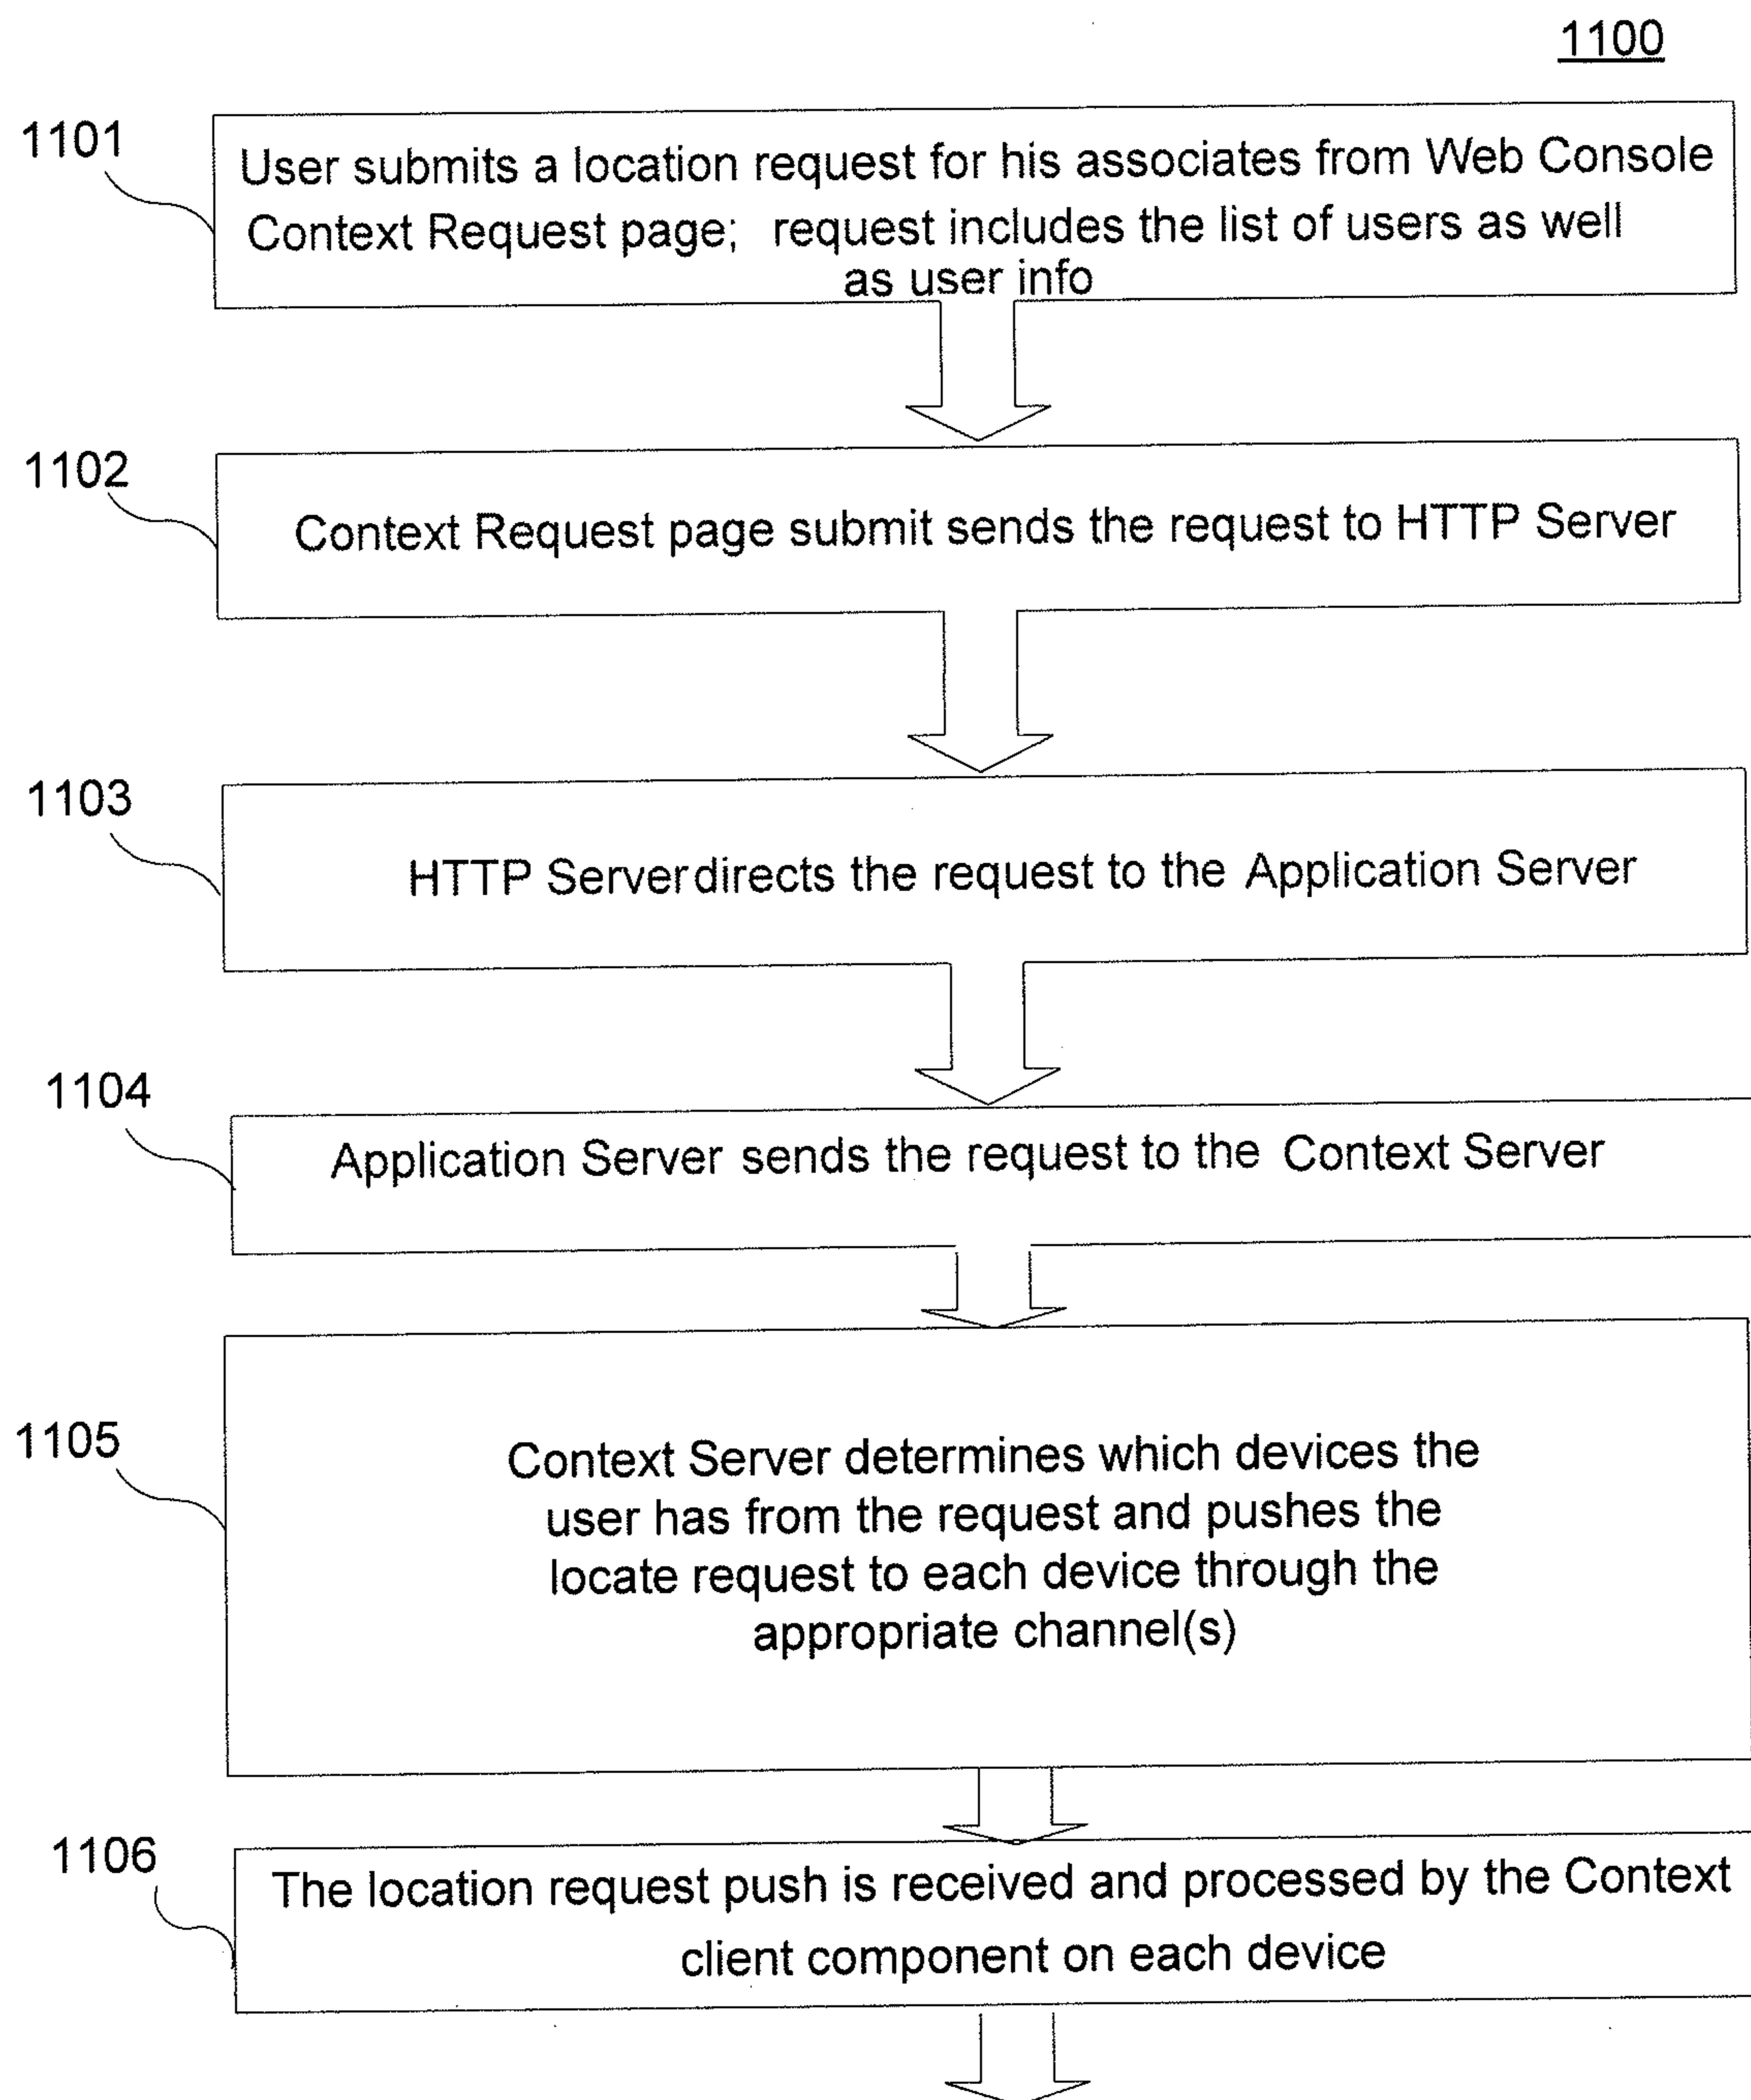 1100
1101
User submits a location request for his associates from Web Console
Context Request page; request includes the list of users as well
as user info
1102
Context Request page submit sends the request to HTTP Server
1103
HTTP Serverdirects the request to the Application Server
1104
Application Server sends the request to the Context Server
1105
Context Server determines which devices the
user has from the request and pushes the
locate request to each device through the
appropriate channel(s)
1106
The location request push is received and processed by the Context
client component on each device